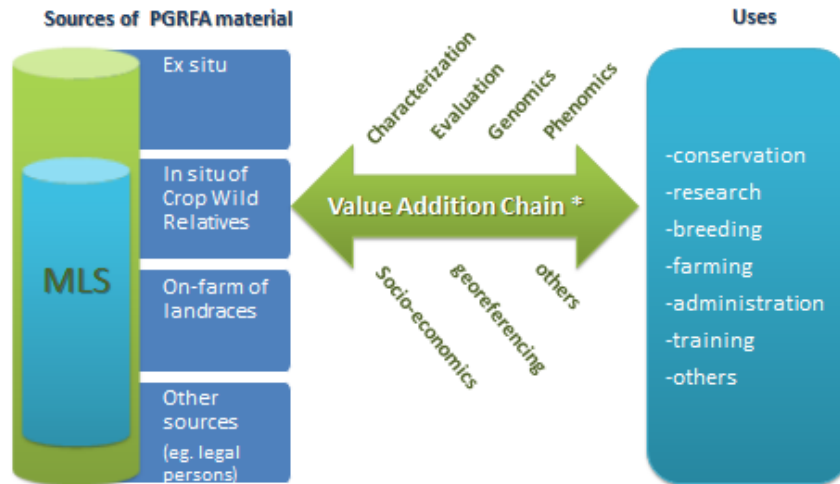 Sources of PGRFA material
Ex situ
In situ of
Crop Wild
Relatives
On-farm of
landraces
Other
sources
(eg. legal
persons)
MLS
Characterization
Evaluation
Genomics
Phenomics
Value Addition Chain *
Socio-economics
georeferencing
others
Uses
-conservation
-research
-breeding
-farming
-administration
-training
-others